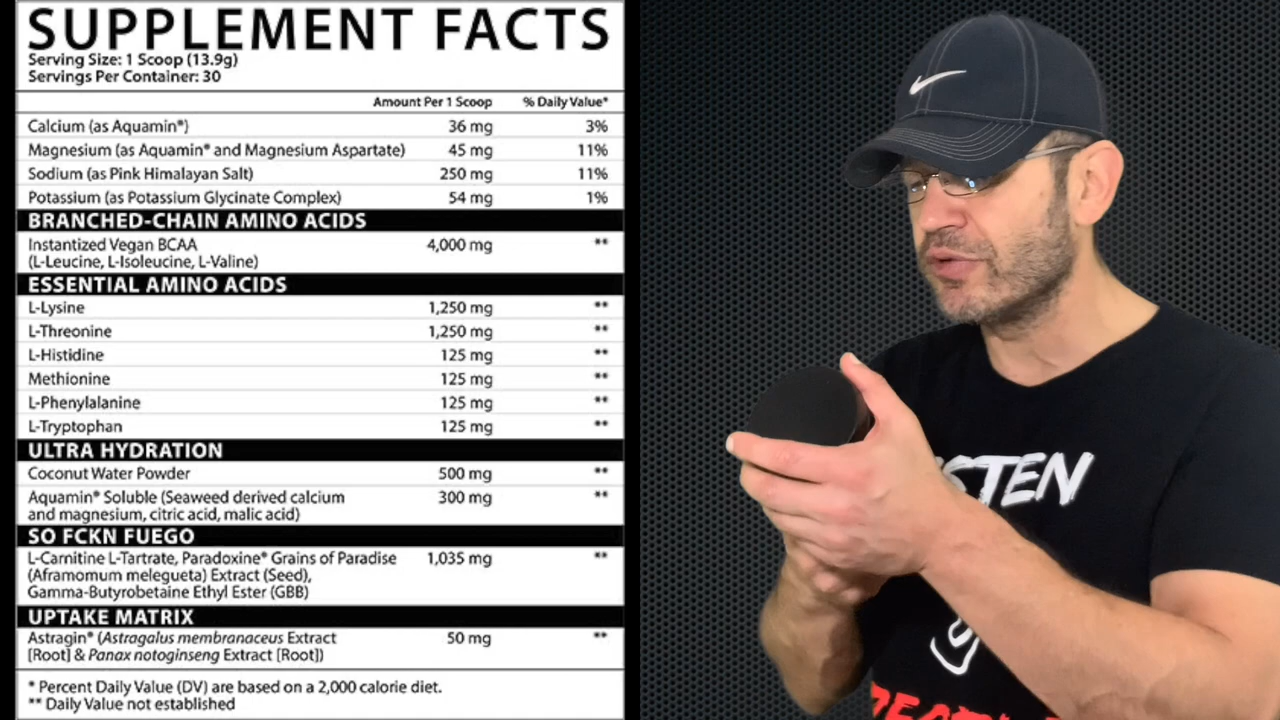 SUPPLEMENT FACTS
Serving Size: 1 Scoop (13.9g)
Servings Per Container: 30
Amount Per 1 Scoop % Daily Value*
Calcium (as Aquamin®) 36 mg 3%
Magnesium (as Aquamin® and Magnesium Aspartate) 45 mg 11%
Sodium (as Pink Himalayan Salt) 250 mg 11%
Potassium (as Potassium Glycinate Complex) 54 mg 1%
BRANCHED-CHAIN AMINO ACIDS
Instantized Vegan BCAA 4,000 mg **
(L-Leucine, L-Isoleucine, L-Valine)
ESSENTIAL AMINO ACIDS
L-Lysine 1,250 mg **
L-Threonine 1,250 mg **
L-Histidine 125 mg **
Methionine 125 mg **
L-Phenylalanine 125 mg **
L-Tryptophan 125 mg **
ULTRA HYDRATION
Coconut Water Powder 500 mg **
Aquamin® Soluble (Seaweed derived calcium 300 mg **
and magnesium, citric acid, malic acid)
SO FCKN FUEGO
L-Carnitine L-Tartrate, Paradoxine® Grains of Paradise 1,035 mg **
(Aframomum melegueta) Extract (Seed),
Gamma-Butyrobetaine Ethyl Ester (GBB)
UPTAKE MATRIX
Astragin® (Astragalus membranaceus Extract 50 mg **
[Root] & Panax notoginseng Extract [Root])
* Percent Daily Value (DV) are based on a 2,000 calorie diet.
** Daily Value not established
STEN